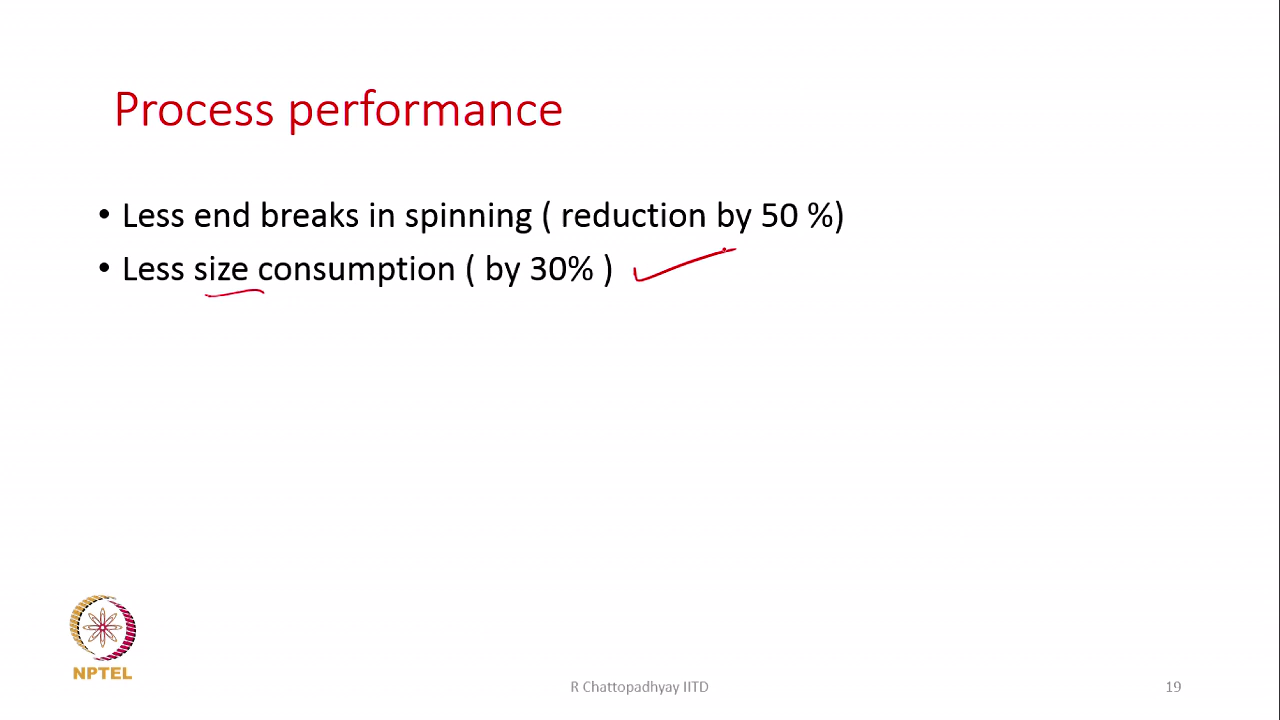 Process performance
• Less end breaks in spinning ( reduction by 50 %)
• Less size consumption ( by 30% )
NPTEL
R Chattopadhyay IITD
19